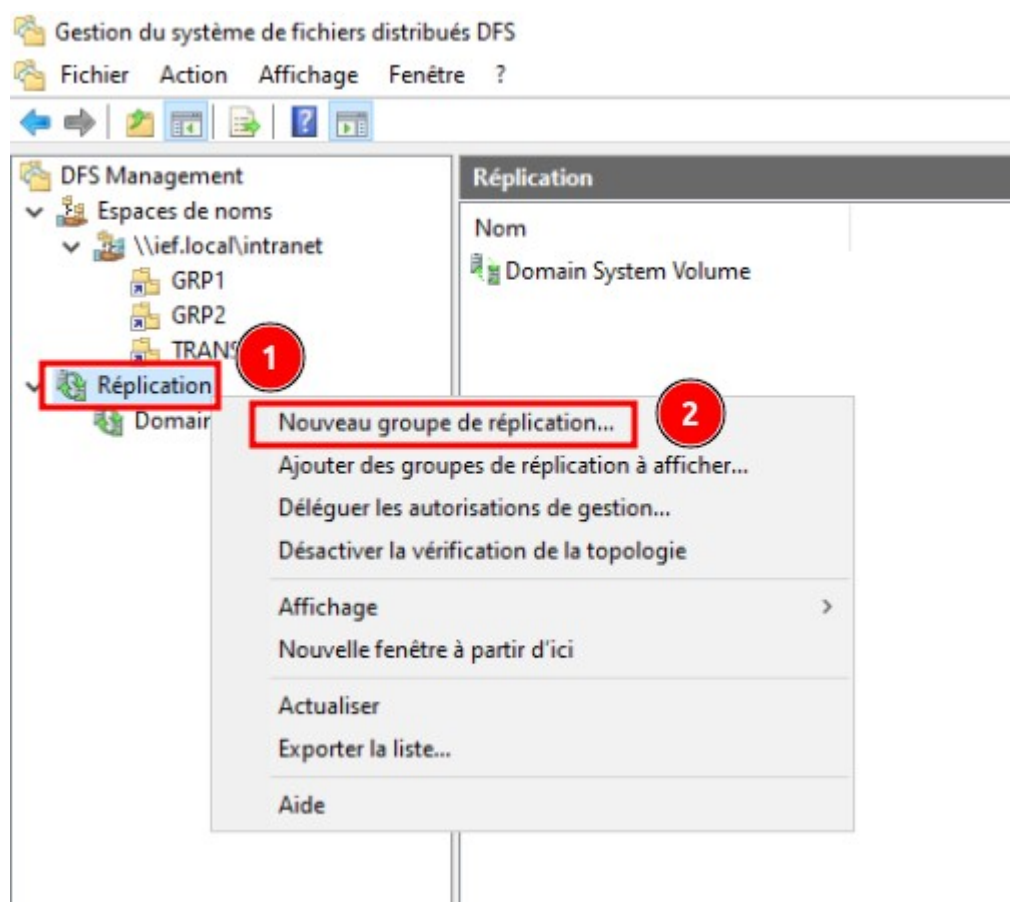 Gestion du système de fichiers distribués DFS
Fichier Action Affichage Fenêtre ?
DFS Management
Espaces de noms
\\ief.local\intranet
GRP1
GRP2
TRANS
1
Réplication
Domain
Réplication
Nom
Domain System Volume
Nouveau groupe de réplication...
2
Ajouter des groupes de réplication à afficher...
Déléguer les autorisations de gestion...
Désactiver la vérification de la topologie
Affichage
Nouvelle fenêtre à partir d'ici
Actualiser
Exporter la liste...
Aide